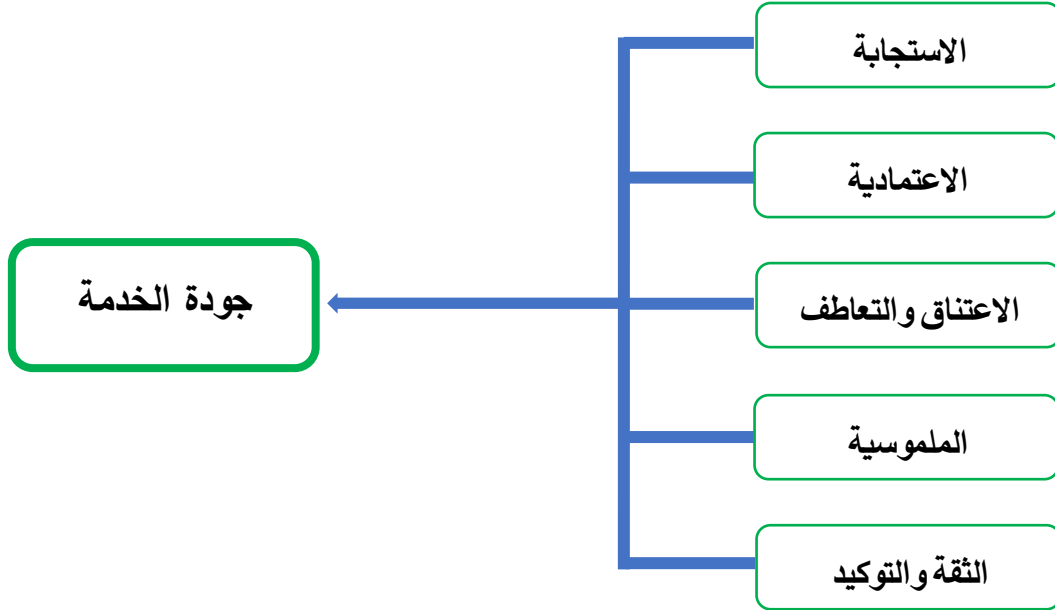 الاستجابة
الاعتمادية
جودة الخدمة
الاعتناق والتعاطف
الملموسية
الثقة والتوكيد